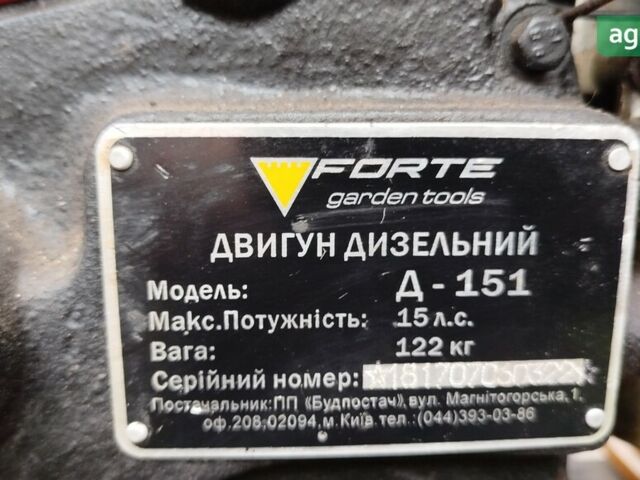 ag
FORTE
garden tools
ДВИГУН ДИЗЕЛЬНИЙ
Модель: Д - 151
Макс.Потужність: 15 л.с.
Вага: 122 кг
Серійний номер:
Постачальник:ПП «Будпостач»,вул. Магнітогорська,1,
оф.208,02094,м.Київ,тел.:(044)393-03-86